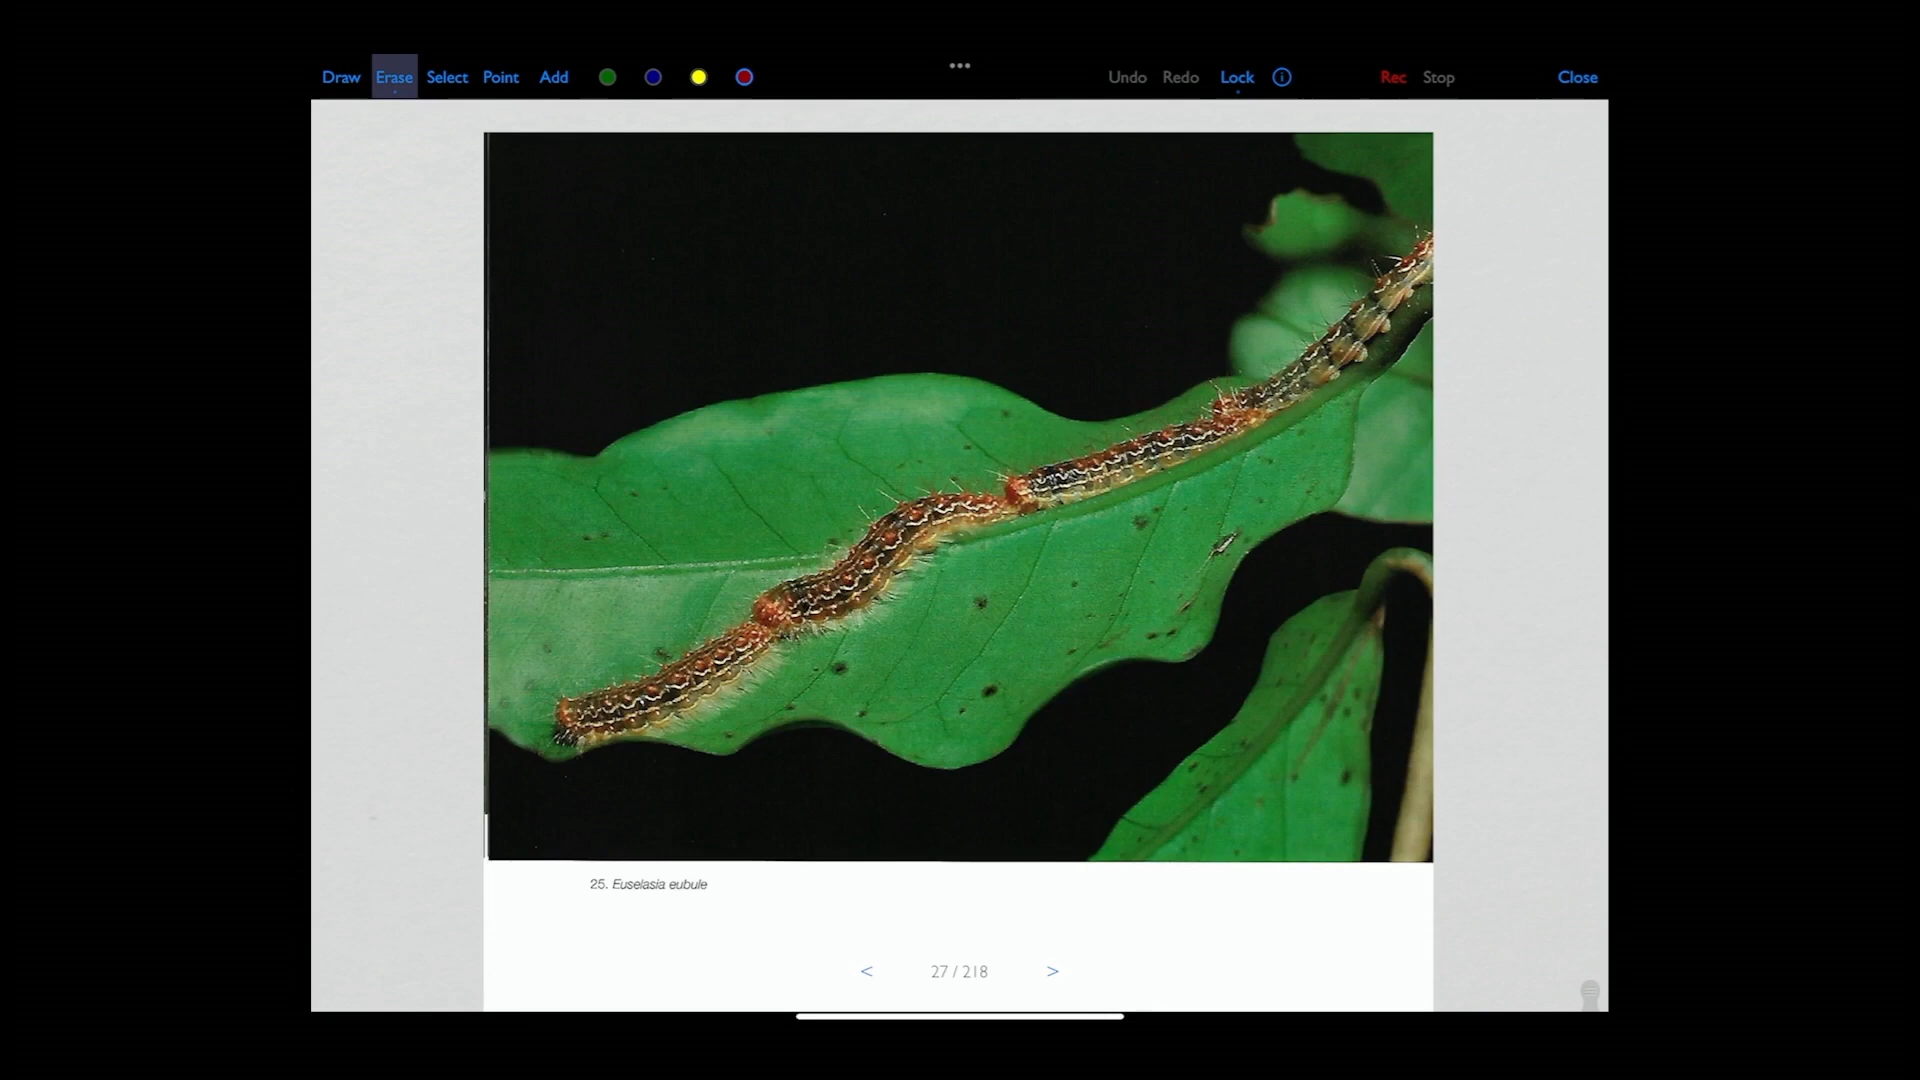 Draw Erase Select Point Add ••• Undo Redo Lock i Rec Stop Close
25. Euselasia eubule
< 27 / 218 >